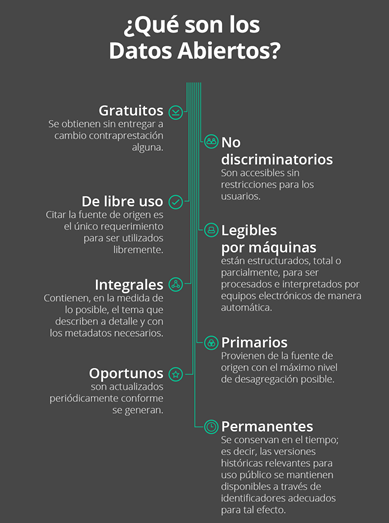 ¿Qué son los
Datos Abiertos?
Gratuitos
Se obtienen sin entregar a
cambio contraprestación
alguna.
No
discriminatorios
Son accesibles sin
restricciones para los
usuarios.
De libre uso
Citar la fuente de origen es
el único requerimiento
para ser utilizados
libremente.
Legibles
por máquinas
están estructurados, total o
parcialmente, para ser
procesados e interpretados por
equipos electrónicos de manera
automática.
Integrales
Contienen, en la medida de
lo posible, el tema que
describen a detalle y con
los metadatos necesarios.
Primarios
Provienen de la fuente de
origen con el máximo nivel
de desagregación posible.
Oportunos
son actualizados
periódicamente conforme
se generan.
Permanentes
Se conservan en el tiempo;
es decir, las versiones
históricas relevantes para
uso público se mantienen
disponibles a través de
identificadores adecuados
para tal efecto.